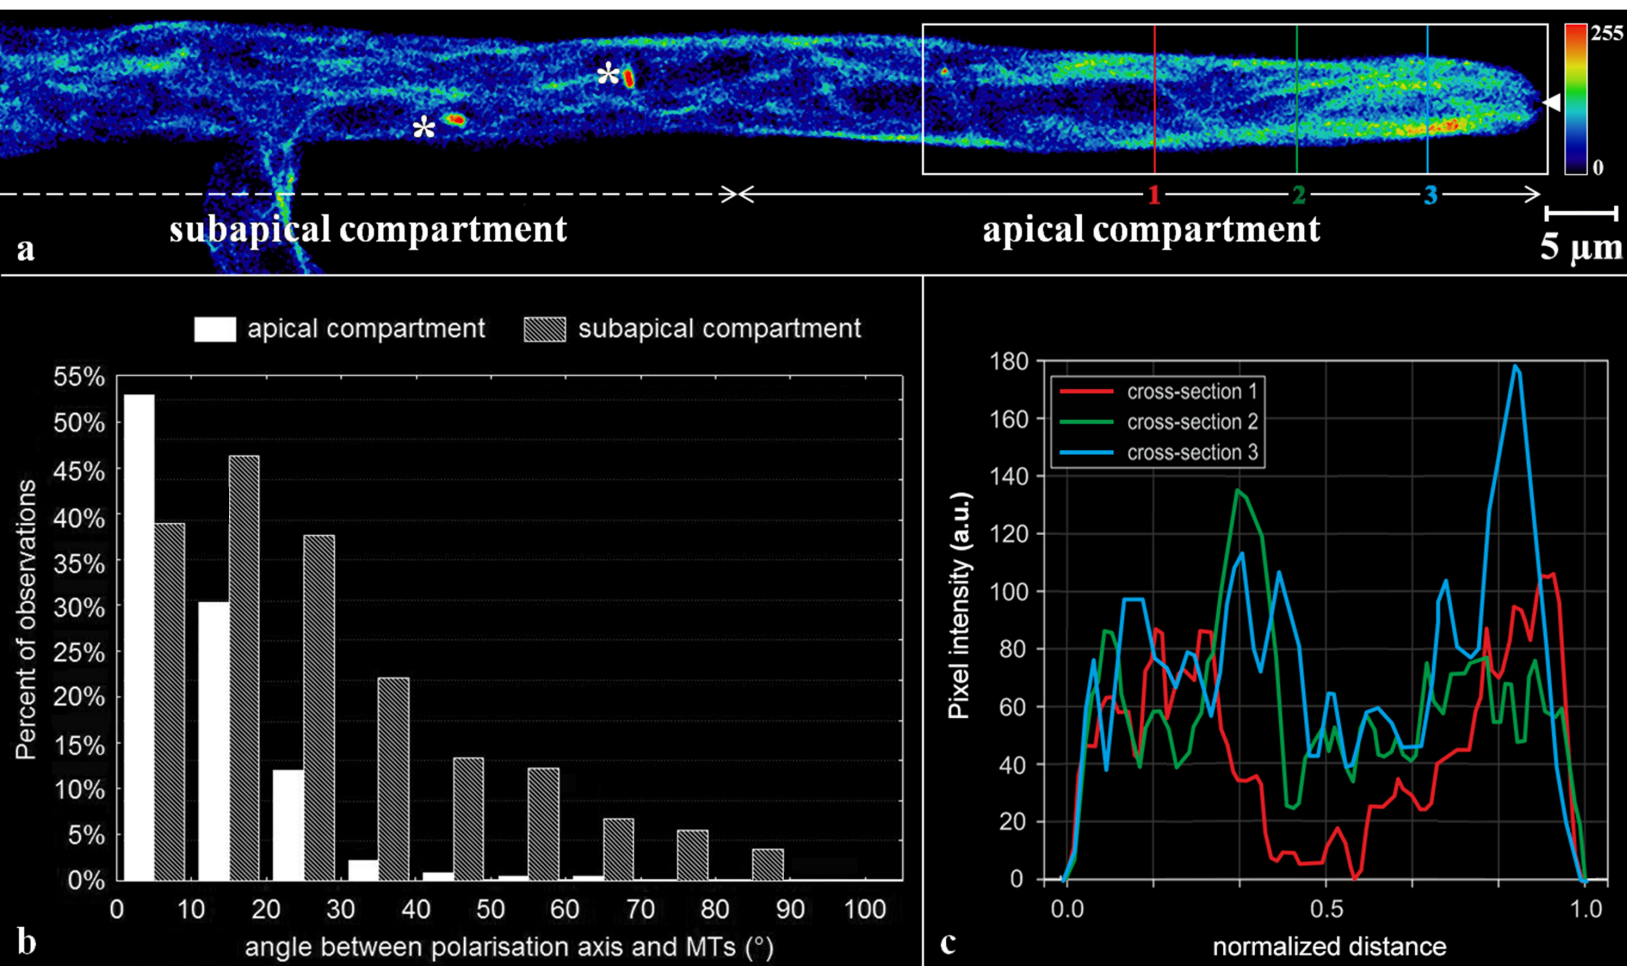 255
0
*
*
1
2
3
subapical compartment
apical compartment
5 µm
a
apical compartment
subapical compartment
55%
50%
45%
40%
35%
30%
25%
20%
15%
10%
5%
0%
Percent of observations
0 10 20 30 40 50 60 70 80 90 100
angle between polarisation axis and MTs (°)
b
cross-section 1
cross-section 2
cross-section 3
180
160
140
120
100
80
60
40
20
0
Pixel intensity (a.u.)
0.0 0.5 1.0
normalized distance
c